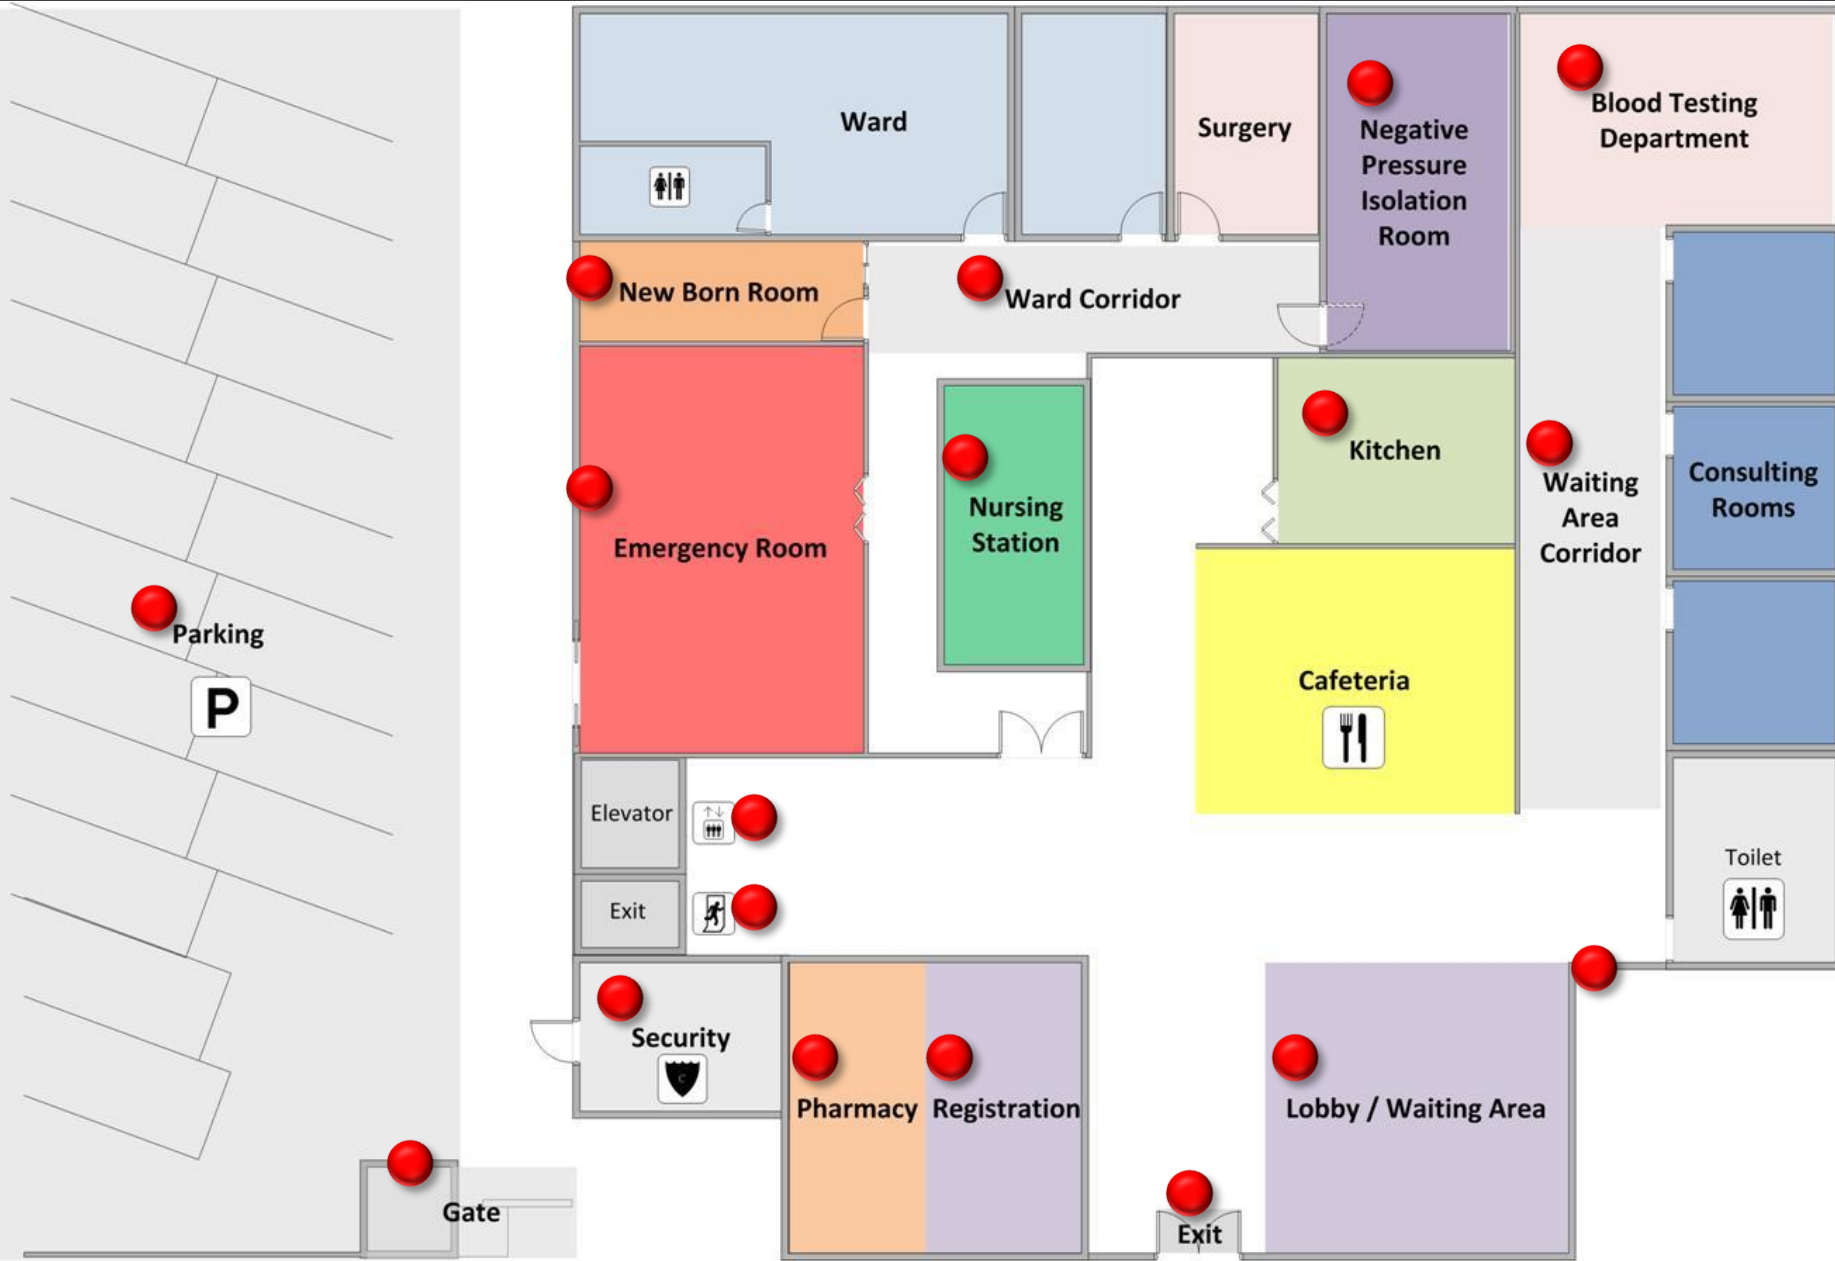 Ward
Surgery
Negative
Pressure
Isolation
Room
Blood Testing
Department
New Born Room
Ward Corridor
Kitchen
Waiting
Area
Corridor
Consulting
Rooms
Nursing
Station
Emergency Room
Parking
P
Cafeteria
Elevator
Toilet
Exit
Security
C
Pharmacy
Registration
Lobby / Waiting Area
Gate
Exit